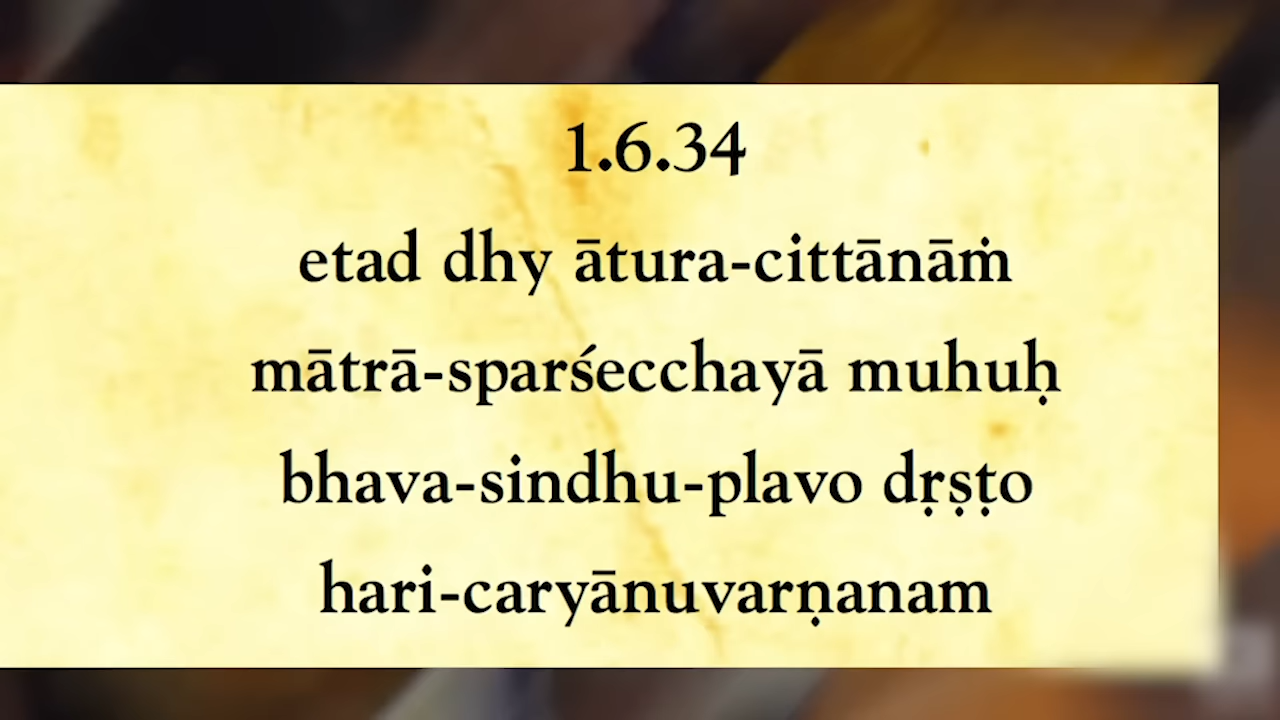 1.6.34
etad dhy ātura-cittānāṁ
mātrā-sparśecchayā muhuḥ
bhava-sindhu-plavo dṛṣṭo
hari-caryānuvarṇanam